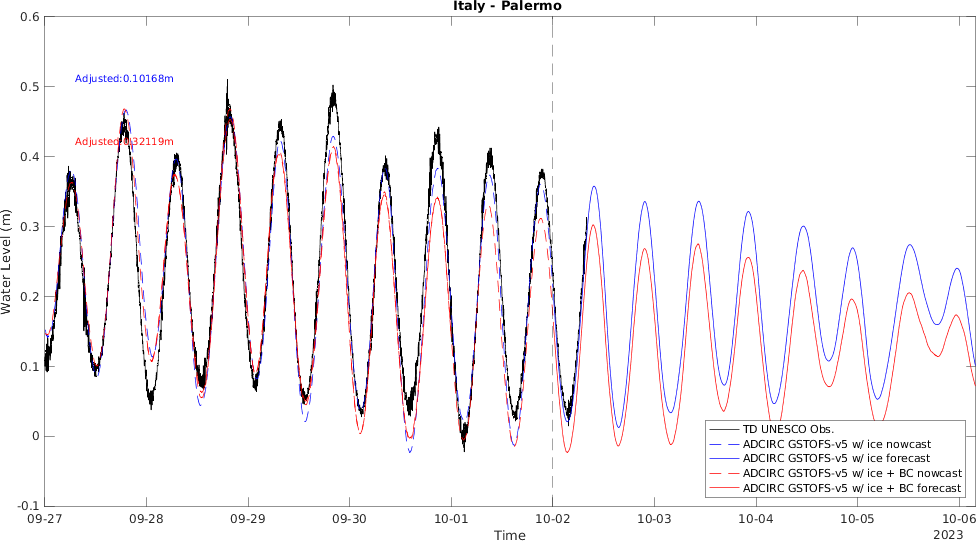 Italy - Palermo
0.6
0.5
0.4
0.3
0.2
0.1
0
-0.1
Water Level (m)
Adjusted:0.10168m
Adjusted:0.32119m
TD UNESCO Obs.
ADCIRC GSTOFS-v5 w/ ice nowcast
ADCIRC GSTOFS-v5 w/ ice forecast
ADCIRC GSTOFS-v5 w/ ice + BC nowcast
ADCIRC GSTOFS-v5 w/ ice + BC forecast
09-27 09-28 09-29 09-30 10-01 10-02 10-03 10-04 10-05 10-06
Time
2023